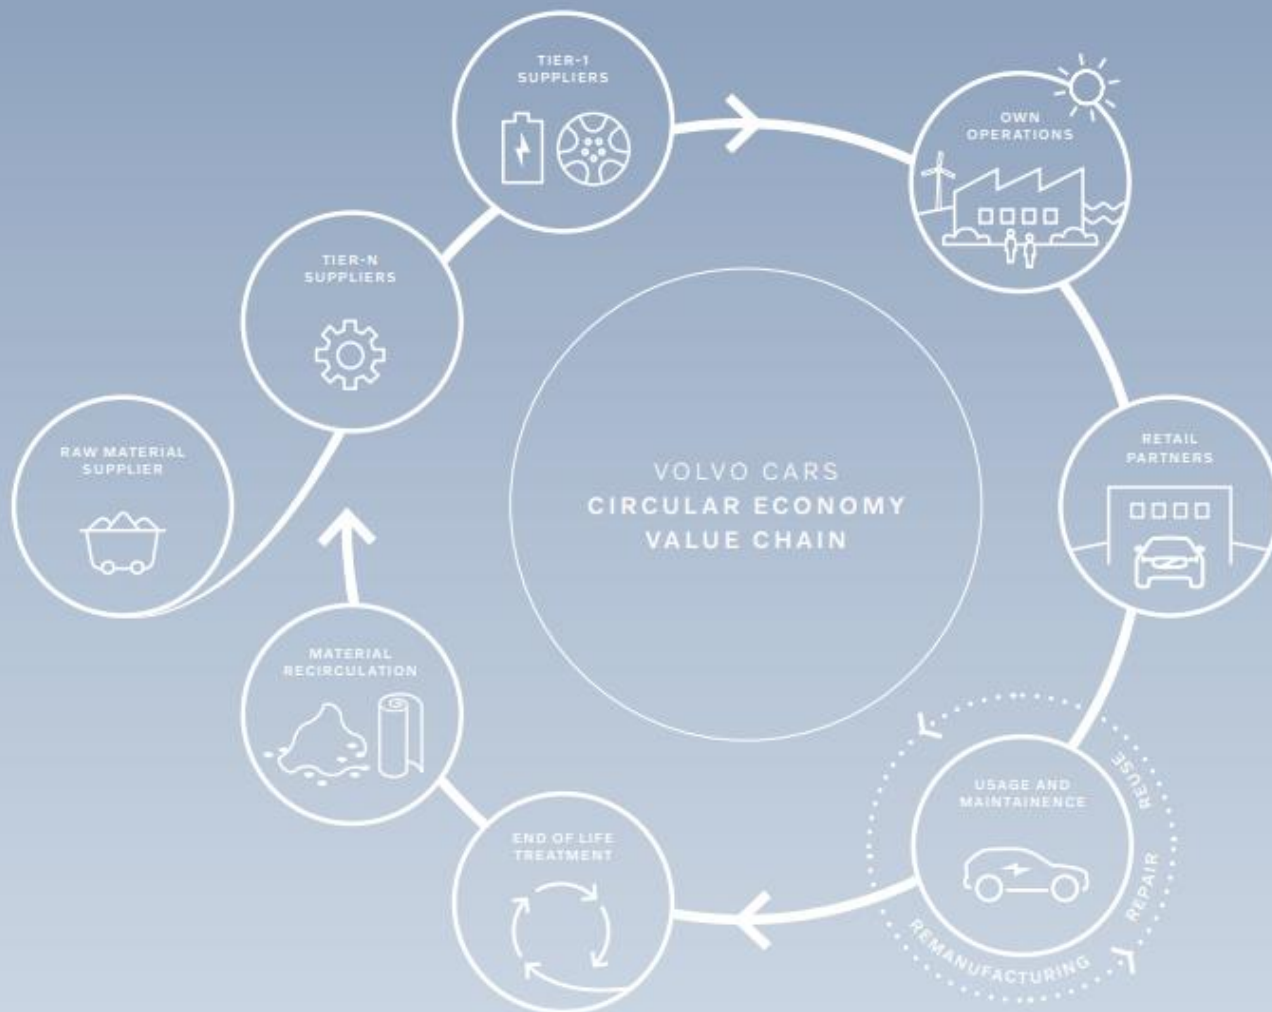 TIER-1
SUPPLIERS
OWN
OPERATIONS
TIER-N
SUPPLIERS
RAW MATERIAL
SUPPLIER
RETAIL
PARTNERS
VOLVO CARS
CIRCULAR ECONOMY
VALUE CHAIN
MATERIAL
RECIRCULATION
USAGE AND
MAINTAINENCE
REUSE
REPAIR
REMANUFACTURING
END OF LIFE
TREATMENT